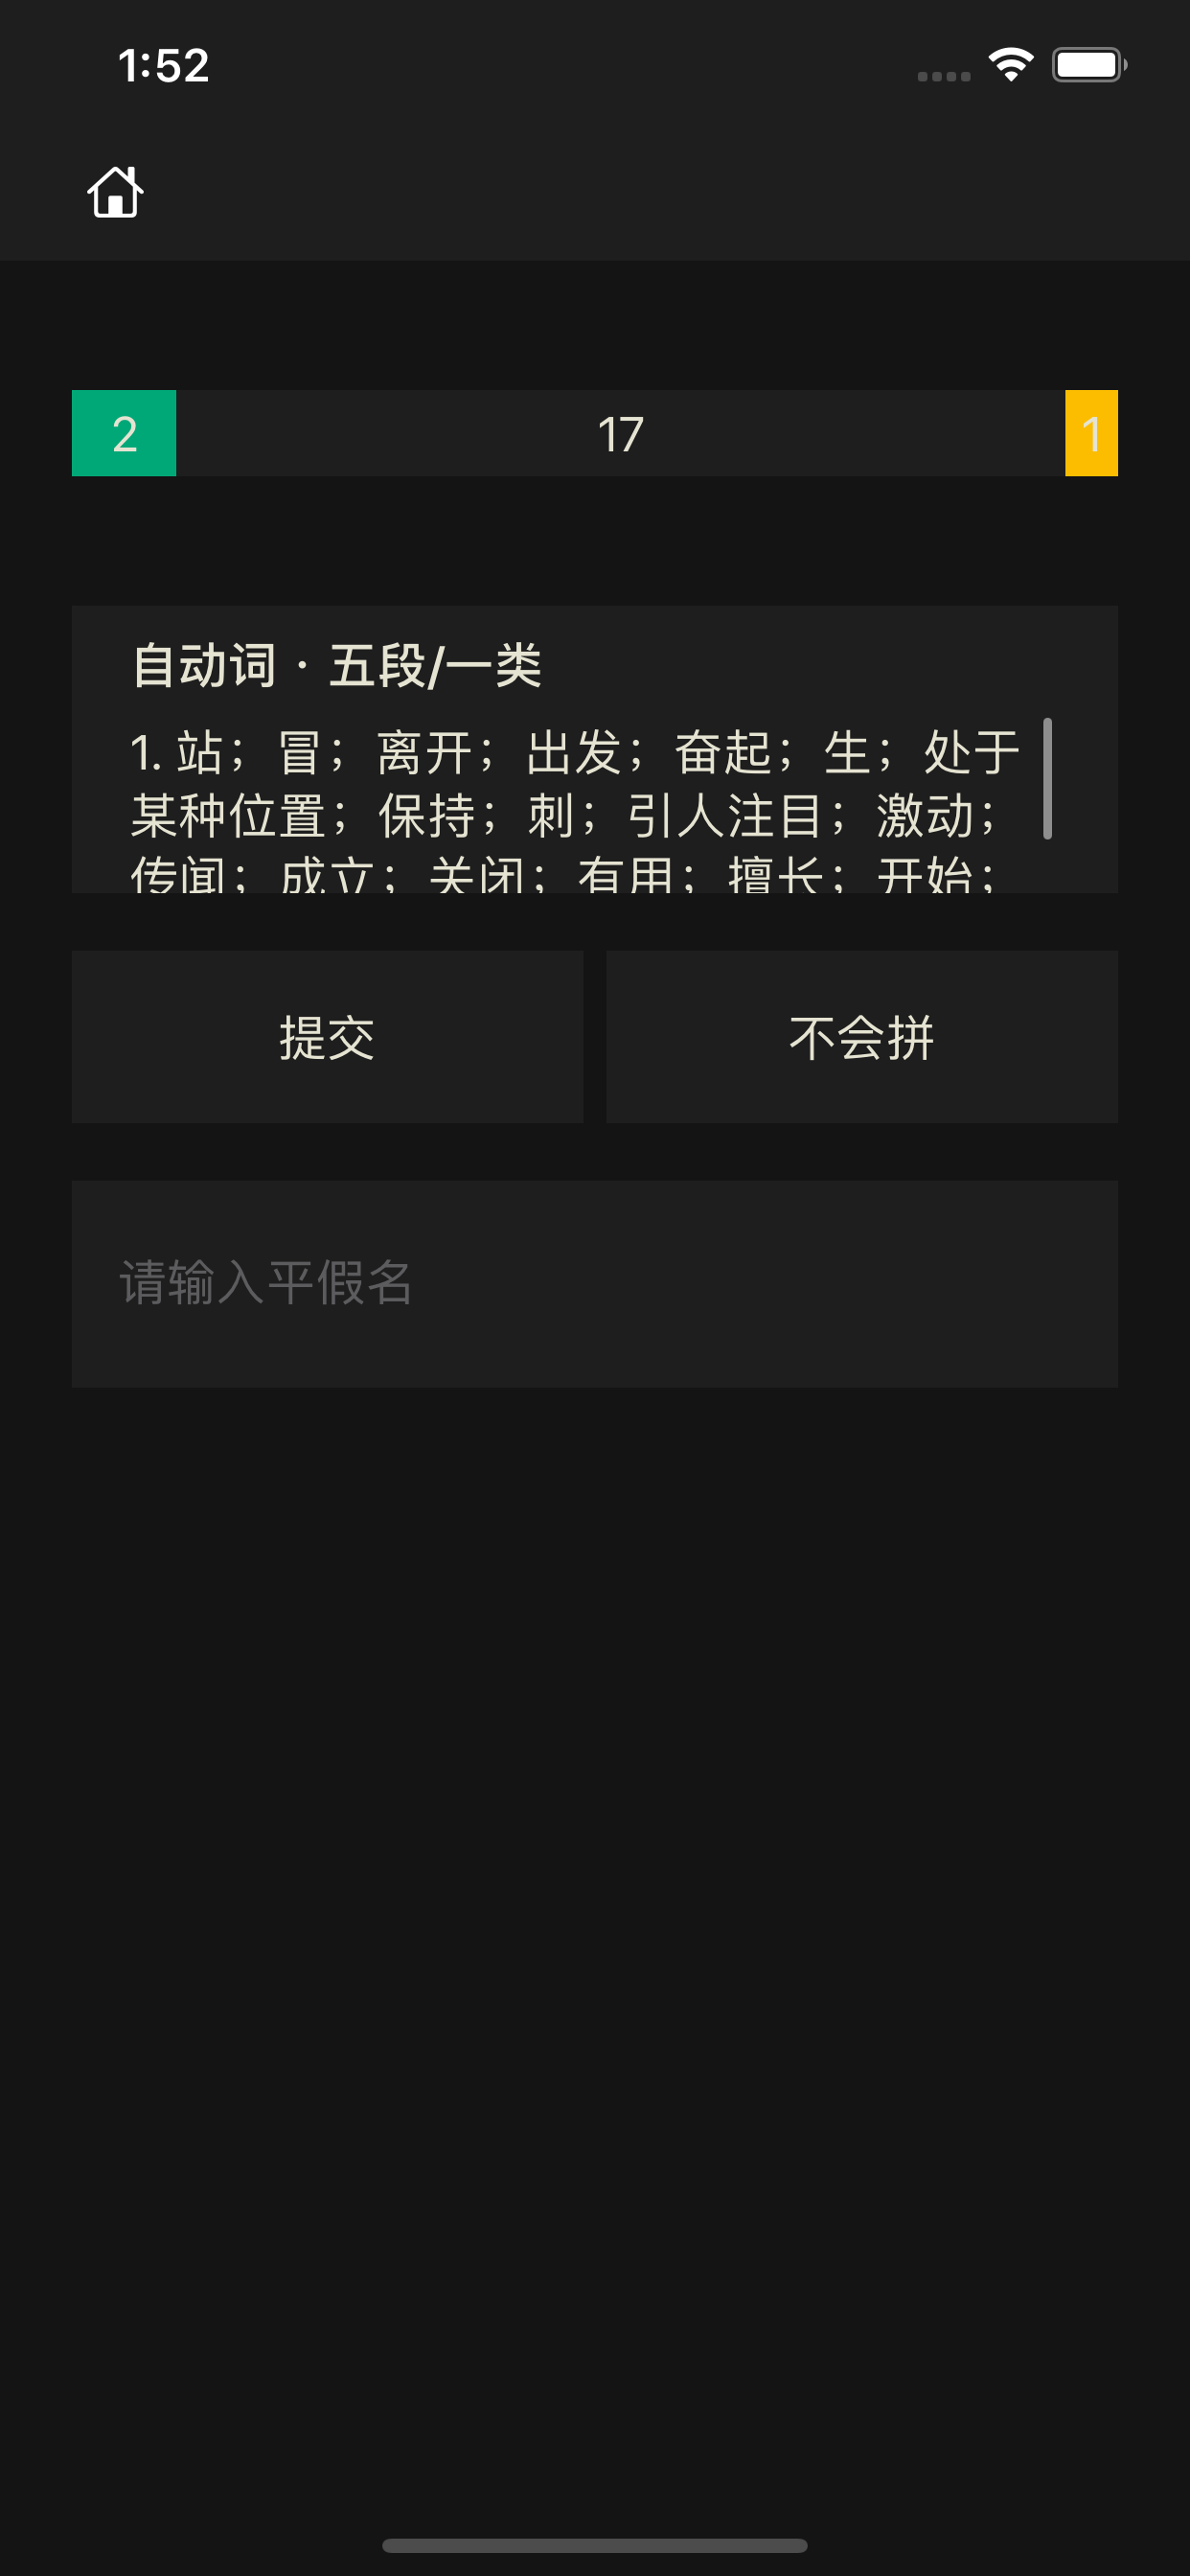 1:52
2
17
1
自动词 · 五段/一类
1. 站；冒；离开；出发；奋起；生；处于
某种位置；保持；刺；引人注目；激动；
传闻；成立；关闭；有用；擅长；开始；
提交
不会拼
请输入平假名